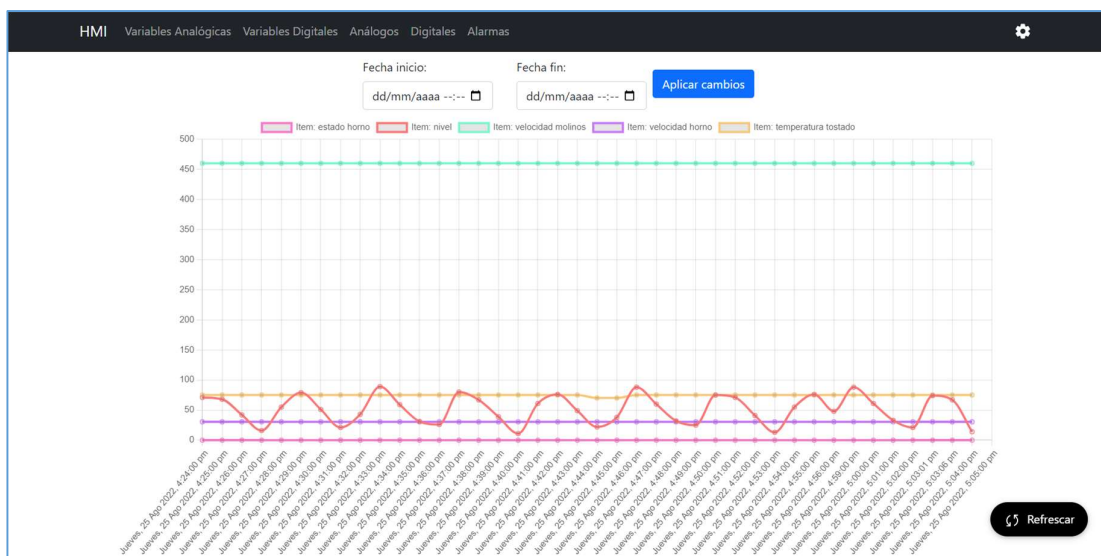 HMI Variables Analógicas Variables Digitales Análogos Digitales Alarmas
Fecha inicio: Fecha fin:
dd/mm/aaaa --:-- dd/mm/aaaa --:-- Aplicar cambios
Item: estado horno Item: nivel Item: velocidad molinos Item: velocidad horno Item: temperatura tostado
500
450
400
350
300
250
200
150
100
50
0
Jueves, 25 Ago 2022, 4:24:00 pm
Jueves, 25 Ago 2022, 4:25:00 pm
Jueves, 25 Ago 2022, 4:26:00 pm
Jueves, 25 Ago 2022, 4:27:00 pm
Jueves, 25 Ago 2022, 4:29:00 pm
Jueves, 25 Ago 2022, 4:30:00 pm
Jueves, 25 Ago 2022, 4:31:00 pm
Jueves, 25 Ago 2022, 4:32:00 pm
Jueves, 25 Ago 2022, 4:33:00 pm
Jueves, 25 Ago 2022, 4:34:00 pm
Jueves, 25 Ago 2022, 4:35:00 pm
Jueves, 25 Ago 2022, 4:36:00 pm
Jueves, 25 Ago 2022, 4:37:00 pm
Jueves, 25 Ago 2022, 4:38:00 pm
Jueves, 25 Ago 2022, 4:39:00 pm
Jueves, 25 Ago 2022, 4:40:00 pm
Jueves, 25 Ago 2022, 4:41:00 pm
Jueves, 25 Ago 2022, 4:42:00 pm
Jueves, 25 Ago 2022, 4:43:00 pm
Jueves, 25 Ago 2022, 4:44:00 pm
Jueves, 25 Ago 2022, 4:45:00 pm
Jueves, 25 Ago 2022, 4:46:00 pm
Jueves, 25 Ago 2022, 4:47:00 pm
Jueves, 25 Ago 2022, 4:48:00 pm
Jueves, 25 Ago 2022, 4:49:00 pm
Jueves, 25 Ago 2022, 4:50:00 pm
Jueves, 25 Ago 2022, 4:51:00 pm
Jueves, 25 Ago 2022, 4:52:00 pm
Jueves, 25 Ago 2022, 4:53:00 pm
Jueves, 25 Ago 2022, 4:54:00 pm
Jueves, 25 Ago 2022, 4:55:00 pm
Jueves, 25 Ago 2022, 4:56:00 pm
Jueves, 25 Ago 2022, 4:59:00 pm
Jueves, 25 Ago 2022, 5:00:00 pm
Jueves, 25 Ago 2022, 5:01:00 pm
Jueves, 25 Ago 2022, 5:02:00 pm
Jueves, 25 Ago 2022, 5:03:01 pm
Jueves, 25 Ago 2022, 5:04:00 pm
Jueves, 25 Ago 2022, 5:05:00 pm
Refrescar